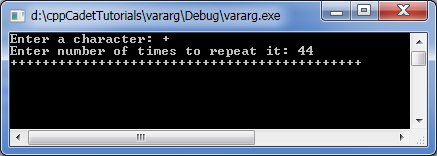 d:\cppCadetTutorials\vararg\Debug\vararg.exe
Enter a character: +
Enter number of times to repeat it: 44
++++++++++++++++++++++++++++++++++++++++++++